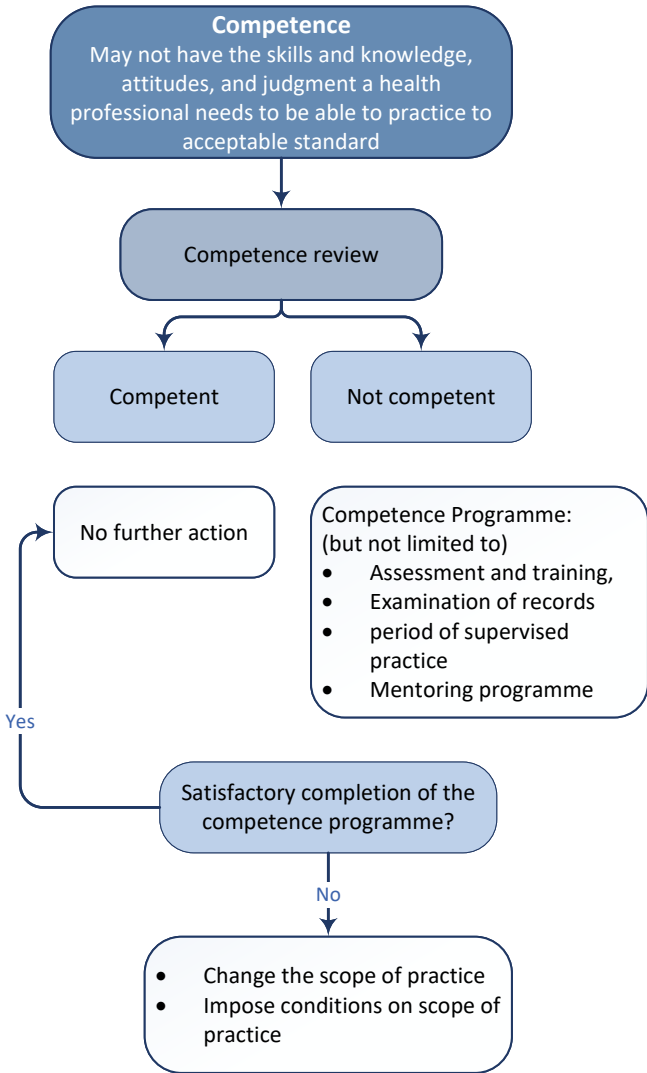 Competence
May not have the skills and knowledge,
attitudes, and judgment a health
professional needs to be able to practice to
acceptable standard
Competence review
Competent
Not competent
No further action
Competence Programme:
(but not limited to)
• Assessment and training,
• Examination of records
• period of supervised
practice
• Mentoring programme
Yes
Satisfactory completion of the
competence programme?
No
• Change the scope of practice
• Impose conditions on scope of
practice